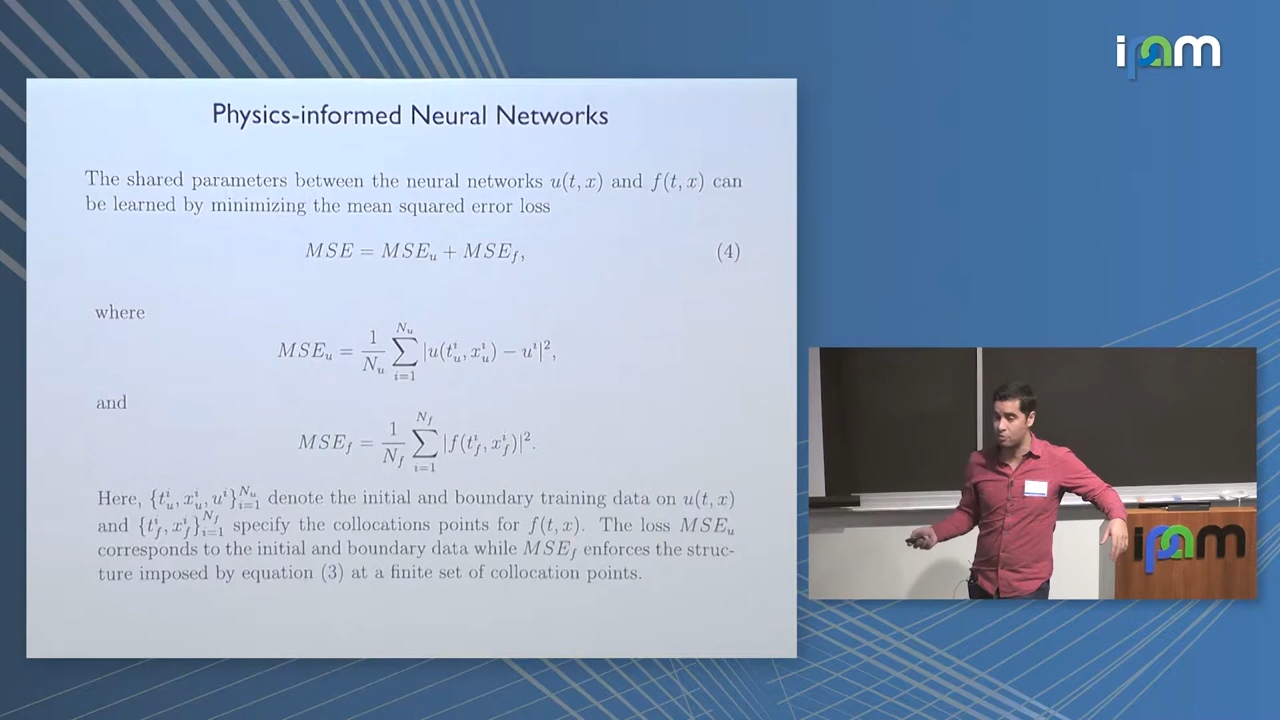 ipam
Physics-informed Neural Networks
The shared parameters between the neural networks u(t, x) and f(t, x) can
be learned by minimizing the mean squared error loss
MSE = MSE_u + MSE_f, (4)
where
MSE_u = \frac{1}{N_u} \sum_{i=1}^{N_u} |u(t_u^i, x_u^i) − u^i|^2,
and
MSE_f = \frac{1}{N_f} \sum_{i=1}^{N_f} |f(t_f^i, x_f^i)|^2.
Here, {t_u^i, x_u^i, u^i}_{i=1}^{N_u} denote the initial and boundary training data on u(t, x)
and {t_f^i, x_f^i}_{i=1}^{N_f} specify the collocations points for f(t, x). The loss MSE_u
corresponds to the initial and boundary data while MSE_f enforces the struc-
ture imposed by equation (3) at a finite set of collocation points.
ipam